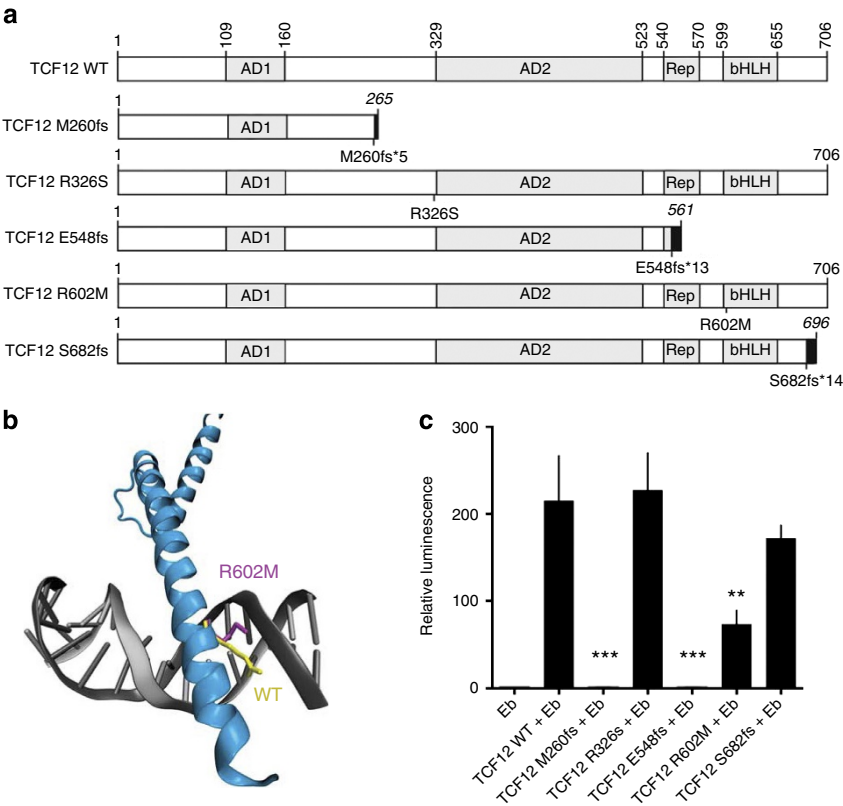 a
1 109 160 329 523 540 570 599 655 706
TCF12 WT AD1 AD2 Rep bHLH
1 265
TCF12 M260fs AD1
M260fs*5
1 706
TCF12 R326S AD1 AD2 Rep bHLH
R326S
1 561
TCF12 E548fs AD1 AD2
E548fs*13
1 706
TCF12 R602M AD1 AD2 Rep bHLH
R602M
1 696
TCF12 S682fs AD1 AD2 Rep bHLH
S682fs*14
b
R602M
WT
c
Relative luminescence
300
200
100
0
***
***
**
Eb
TCF12 WT + Eb
TCF12 M260fs + Eb
TCF12 R326s + Eb
TCF12 E548fs + Eb
TCF12 R602M + Eb
TCF12 S682fs + Eb